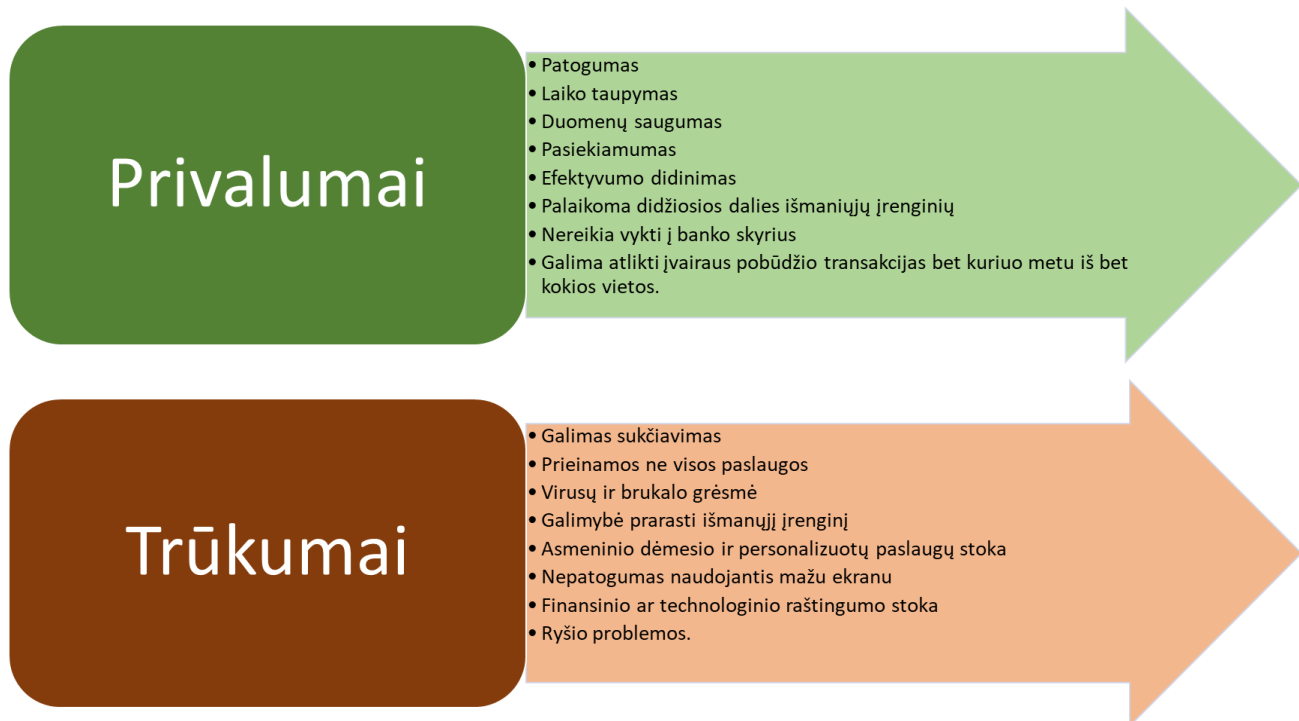 Privalumai
• Patogumas
• Laiko taupymas
• Duomenų saugumas
• Pasiekiamumas
• Efektyvumo didinimas
• Palaikoma didžiosios dalies išmaniųjų įrenginių
• Nereikia vykti į banko skyrius
• Galima atlikti įvairaus pobūdžio transakcijas bet kuriuo metu iš bet
kokios vietos.
Trūkumai
• Galimas sukčiavimas
• Prieinamos ne visos paslaugos
• Virusų ir brukalo grėsmė
• Galimybė prarasti išmanųjį įrenginį
• Asmeninio dėmesio ir personalizuotų paslaugų stoka
• Nepatogumas naudojantis mažu ekranu
• Finansinio ar technologinio raštingumo stoka
• Ryšio problemos.